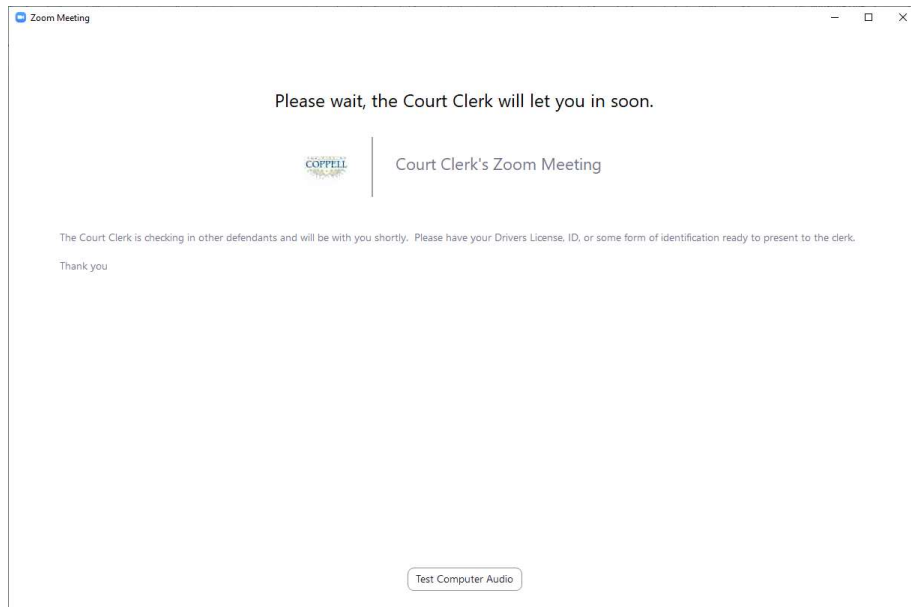 Zoom Meeting
Please wait, the Court Clerk will let you in soon.
COPPELL
Court Clerk's Zoom Meeting
The Court Clerk is checking in other defendants and will be with you shortly. Please have your Drivers License, ID, or some form of identification ready to present to the clerk.
Thank you
Test Computer Audio